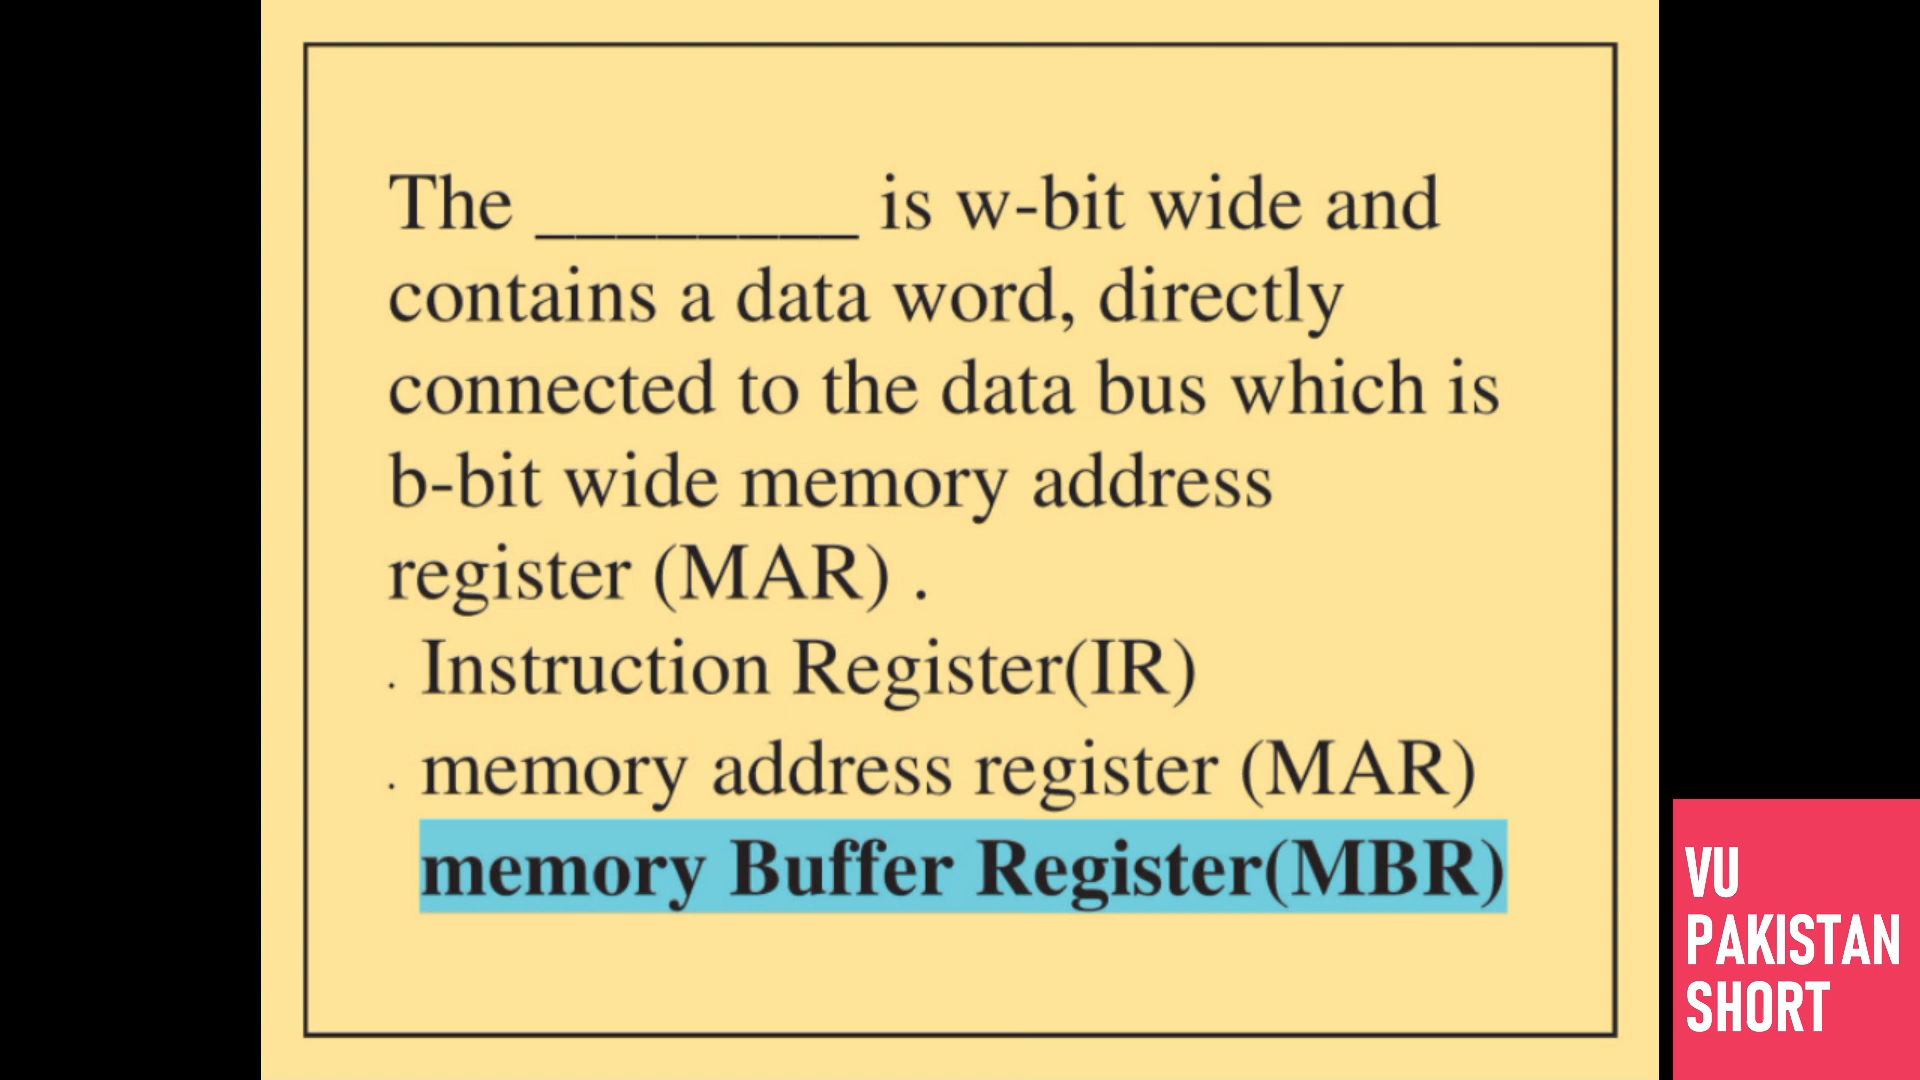 The ________ is w-bit wide and
contains a data word, directly
connected to the data bus which is
b-bit wide memory address
register (MAR) .
· Instruction Register(IR)
· memory address register (MAR)
memory Buffer Register(MBR)
VU
PAKISTAN
SHORT